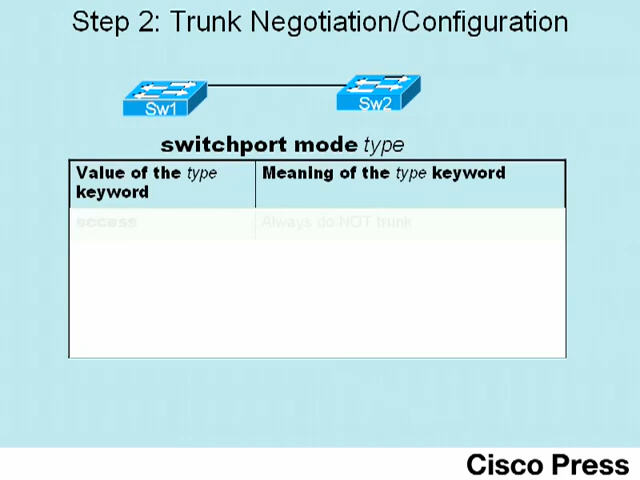 Step 2: Trunk Negotiation/Configuration
Sw1
Sw2
switchport mode type
Value of the type keyword
Meaning of the type keyword
access
Always do NOT trunk
Cisco Press